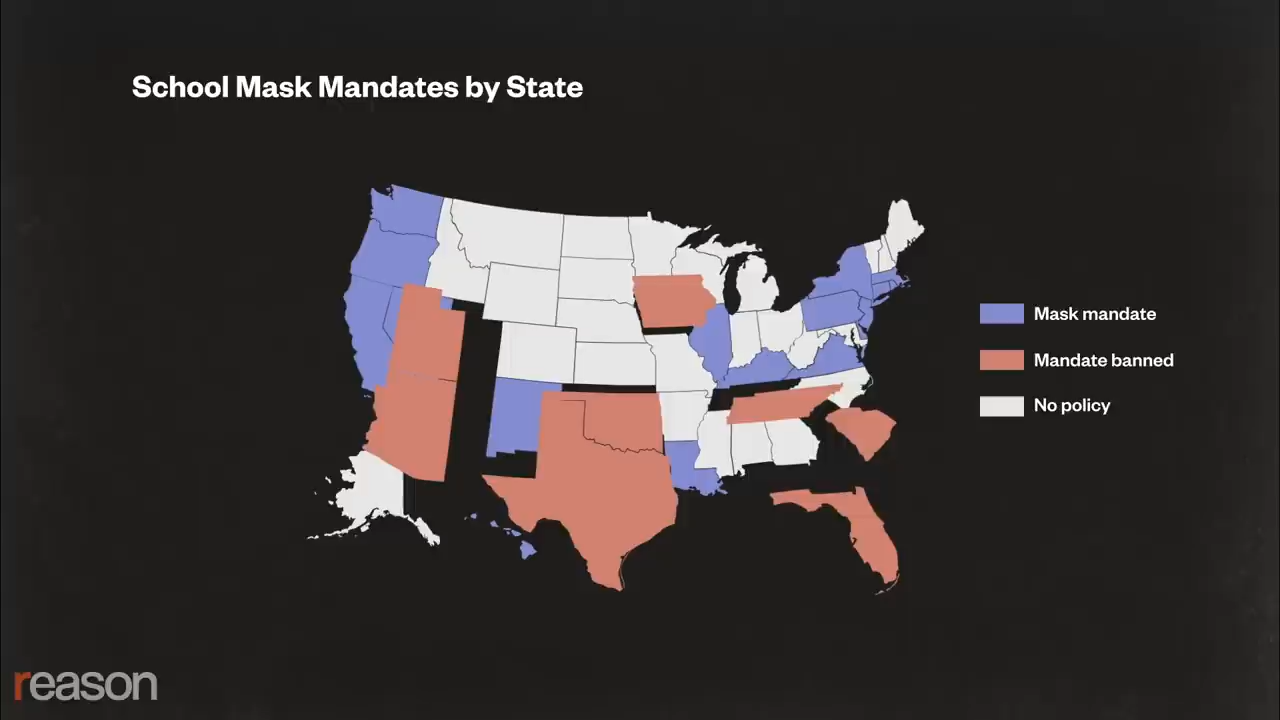 School Mask Mandates by State
Mask mandate
Mandate banned
No policy
reason